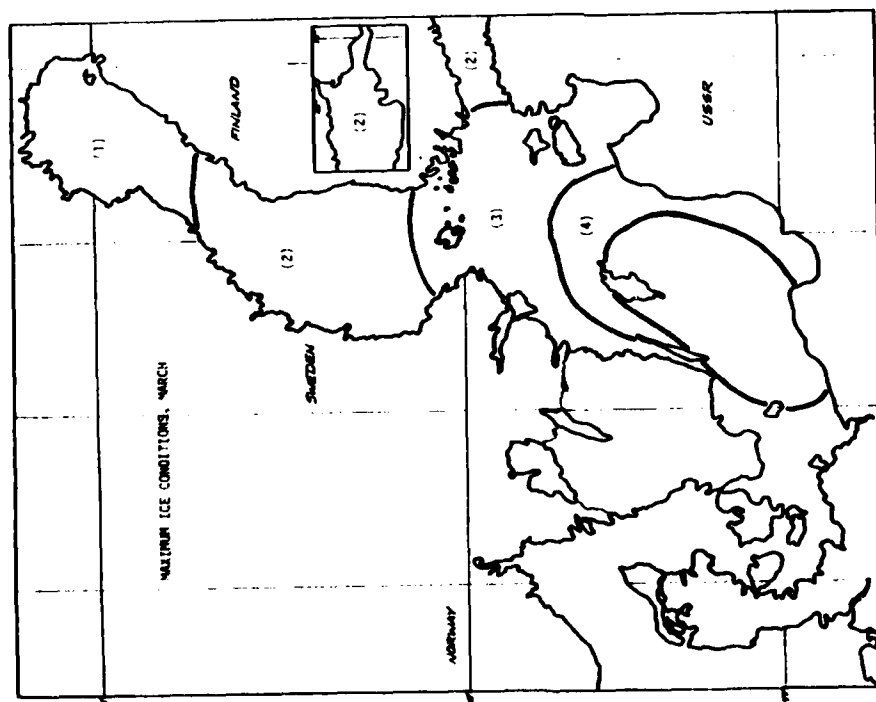 MAXIMUM ICE CONDITIONS, MARCH
(1)
FINLAND
(2)
(2)
(2)
SWEDEN
(3)
(4)
USSR
NORWAY